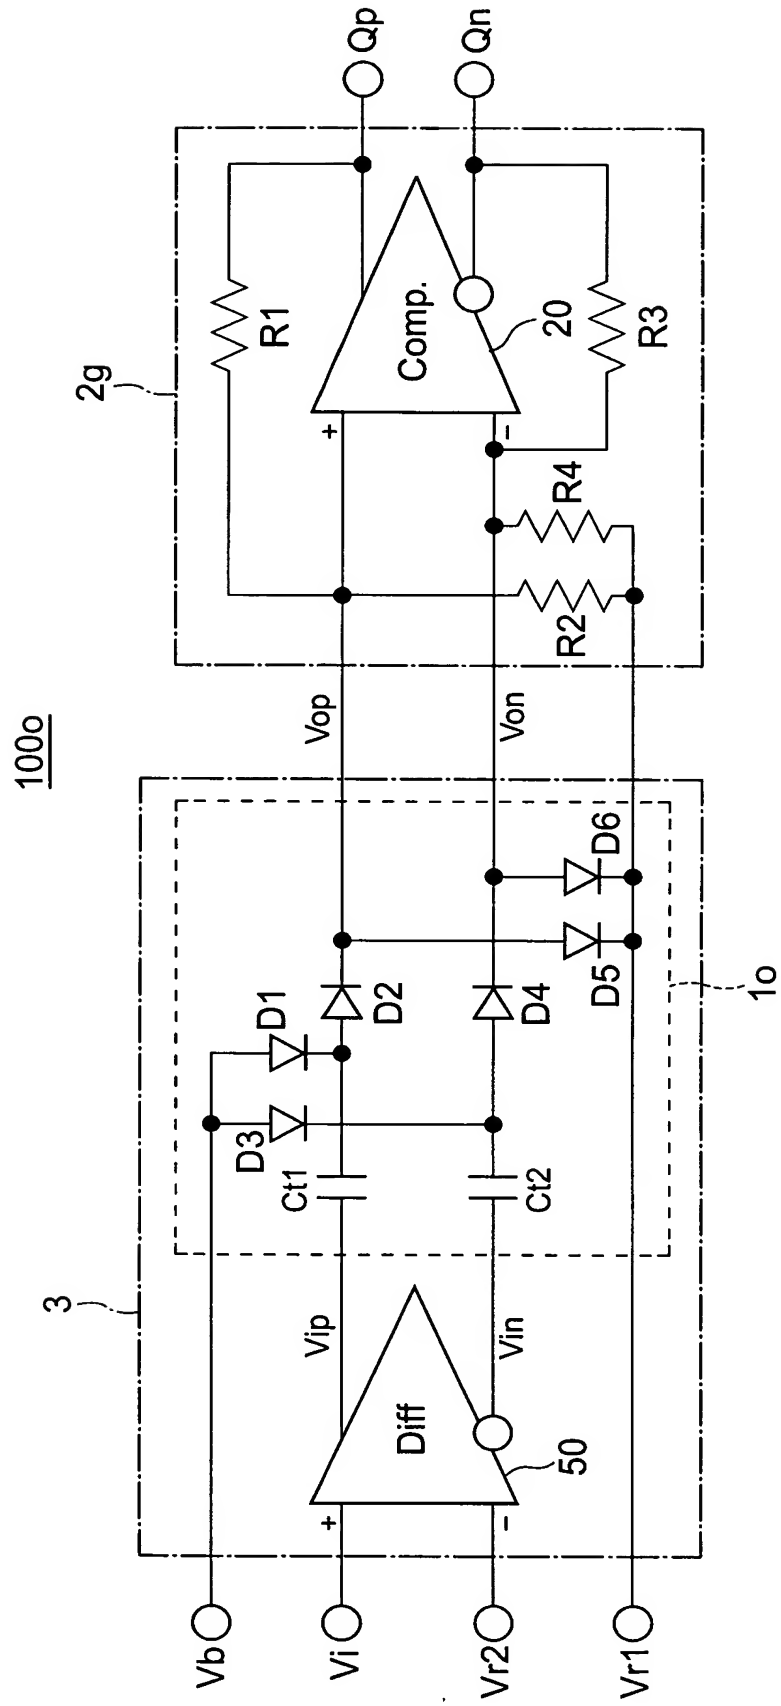 100o
3
2g
Vb
Vi
Vr2
Vr1
+
−
Diff
50
Vip
Vin
Ct1
Ct2
D3
D1
D2
D4
D5
D6
1o
Vop
Von
R2
R4
R1
+
−
Comp.
20
R3
Qp
Qn